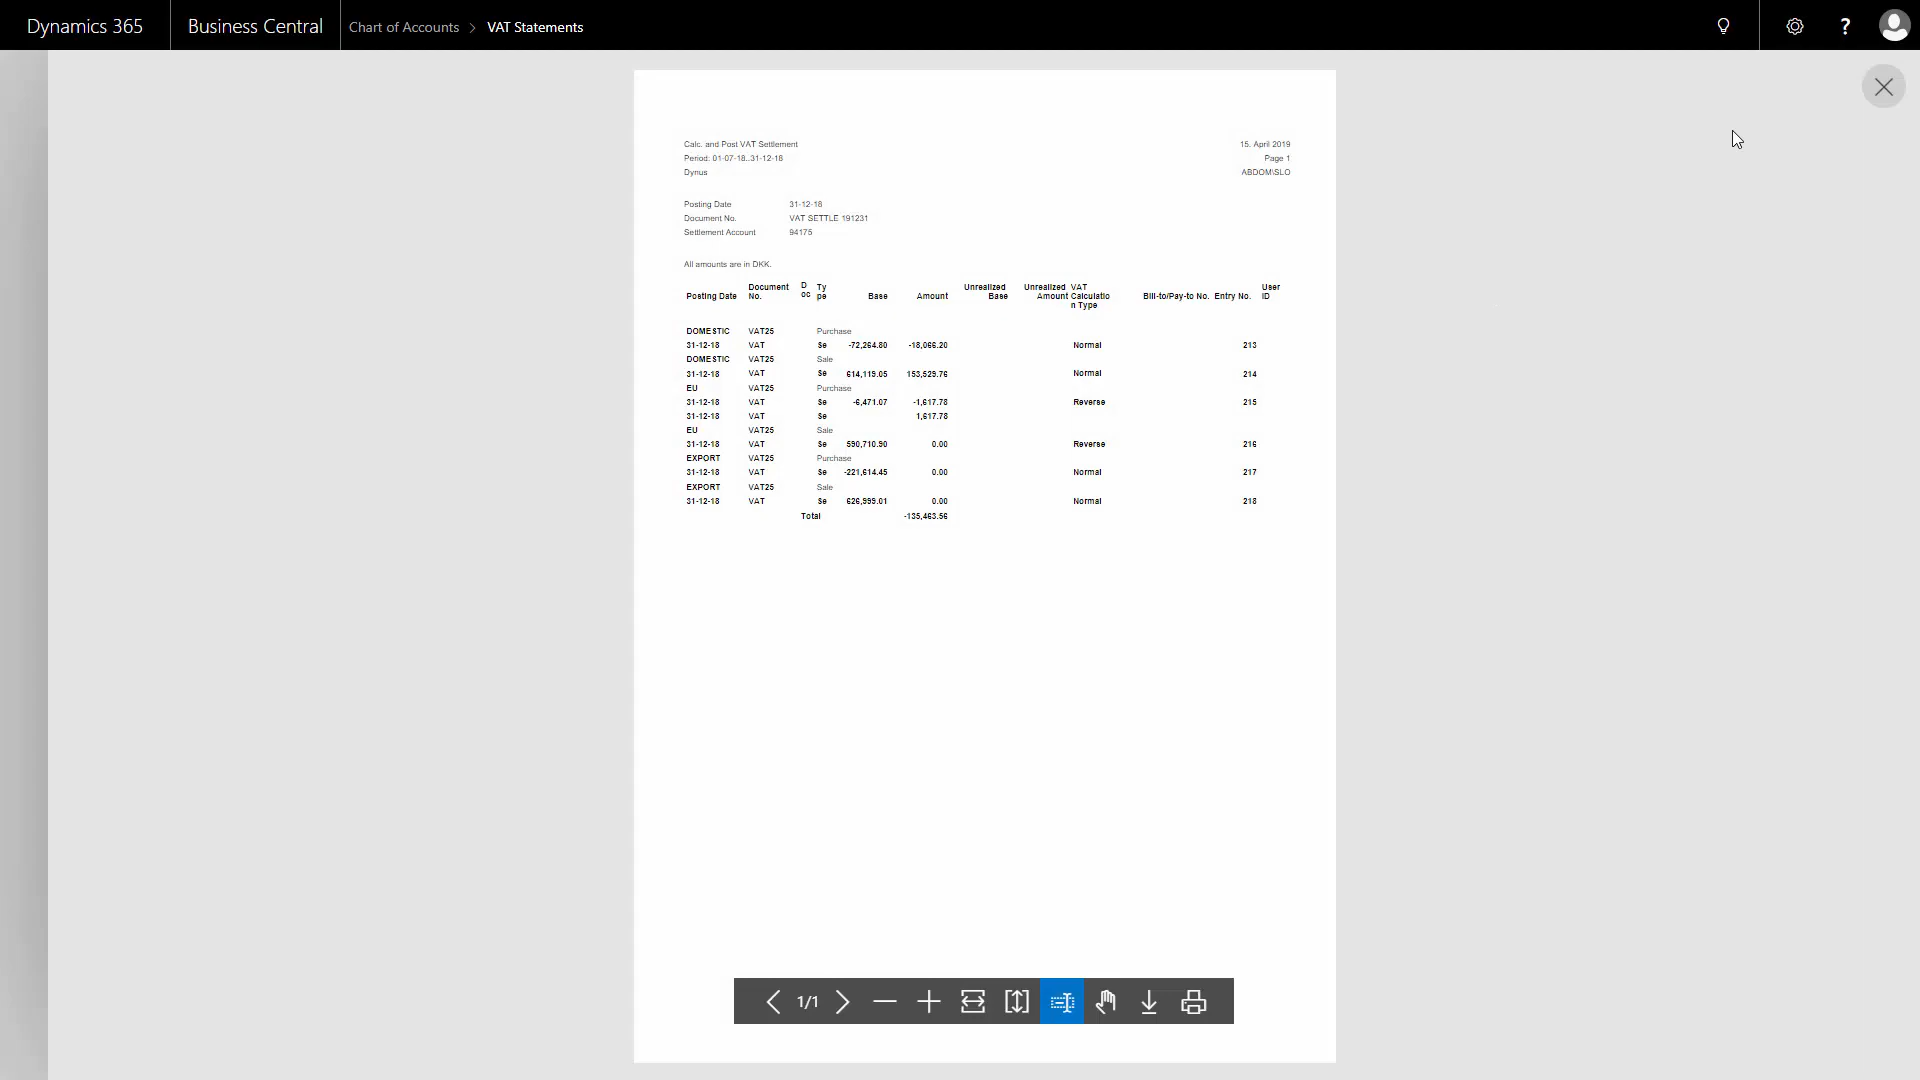 Dynamics 365 Business Central Chart of Accounts > VAT Statements ?
Calc. and Post VAT Settlement 15. April 2019
Period: 01-07-18..31-12-18 Page 1
Dynus ABDOM\SLO
Posting Date 31-12-18
Document No. VAT SETTLE 191231
Settlement Account 94175
All amounts are in DKK.
Posting Date Document No. Doc Type Base Amount Unrealized Base Unrealized Amount VAT Calculation Type Bill-to/Pay-to No. Entry No. User ID
DOMESTIC VAT25 Purchase
31-12-18 VAT Se -72,264.80 -18,066.20 Normal 213
DOMESTIC VAT25 Sale
31-12-18 VAT Se 614,119.05 153,529.76 Normal 214
EU VAT25 Purchase
31-12-18 VAT Se -6,471.07 -1,617.78 Reverse 215
31-12-18 VAT Se 1,617.78
EU VAT25 Sale
31-12-18 VAT Se 590,710.90 0.00 Reverse 216
EXPORT VAT25 Purchase
31-12-18 VAT Se -221,614.45 0.00 Normal 217
EXPORT VAT25 Sale
31-12-18 VAT Se 626,999.01 0.00 Normal 218
Total -135,463.56
1/1